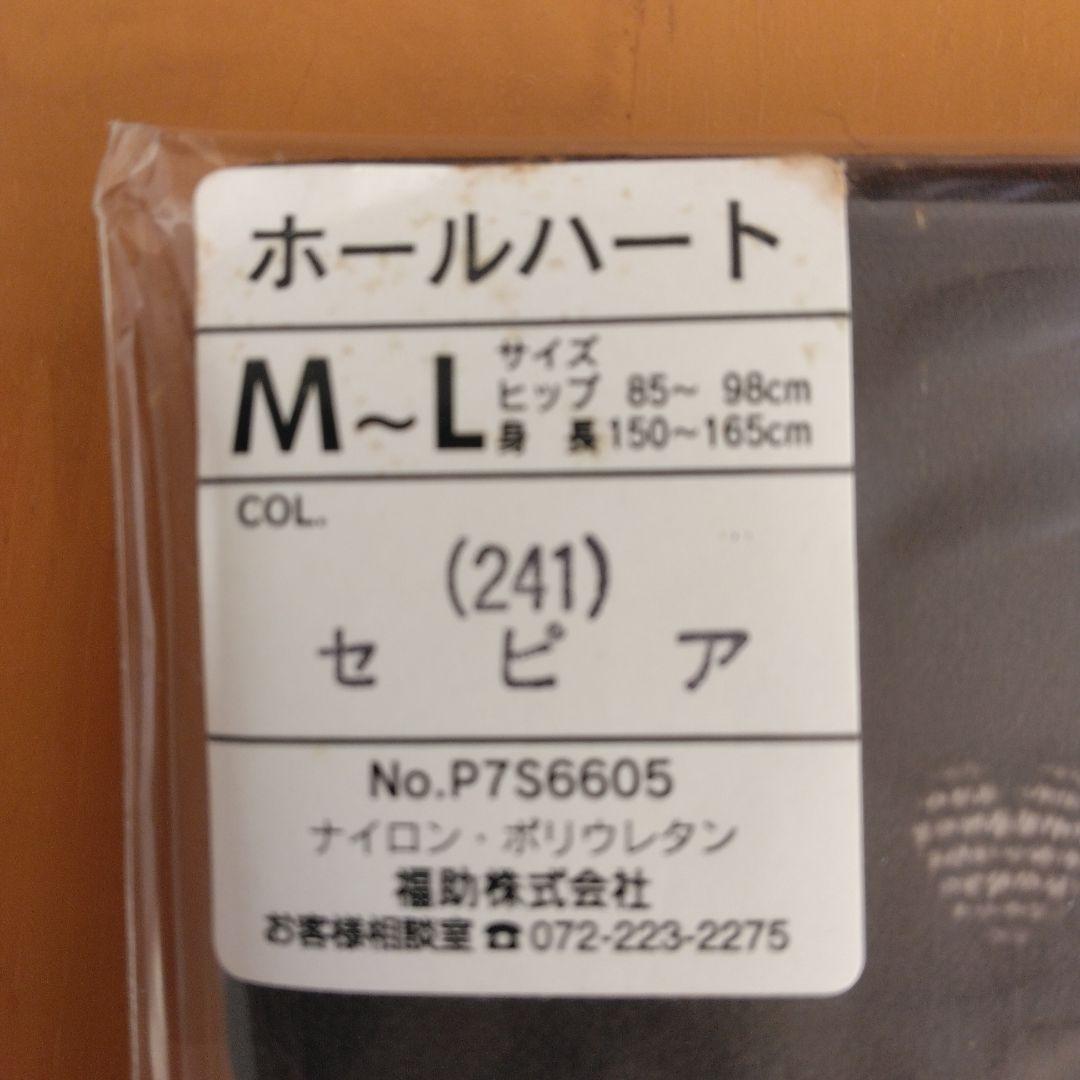 ホールハート
M～L
サイズ
ヒップ 85～ 98cm
身 長 150～165cm
COL.
(241)
セ ピ ア
No.P7S6605
ナイロン・ポリウレタン
福助株式会社
お客様相談室 ☎ 072-223-2275